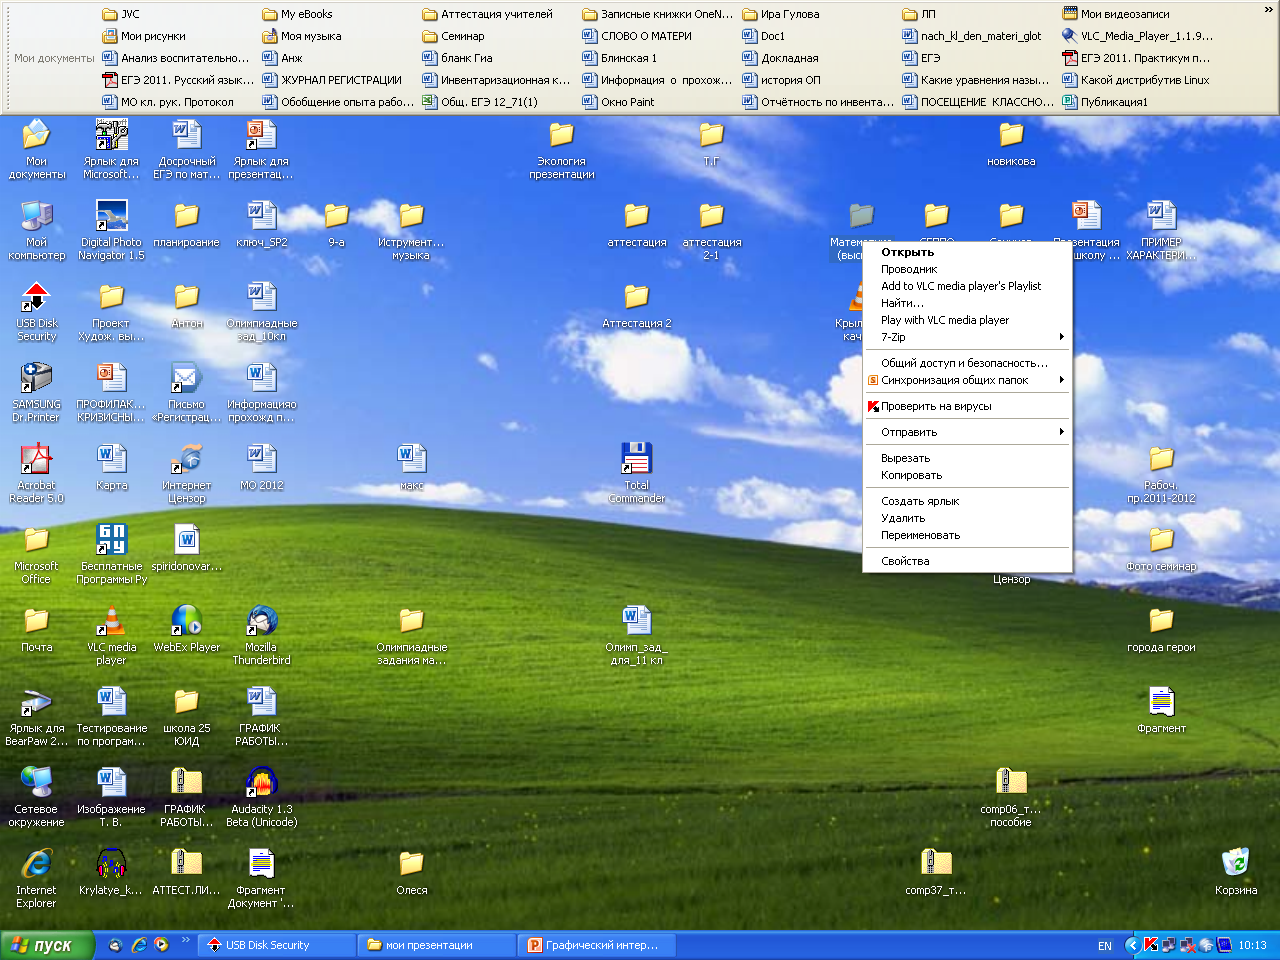 JVC
My eBooks
Аттестация учителей
Записные книжки OneN...
Ира Гулова
ЛП
Мои видеозаписи
Мои рисунки
Моя музыка
Семинар
СЛОВО О МАТЕРИ
Doc1
nach_kl_den_materi_glot
VLC_Media_Player_1.1.9...
Мои документы
Анализ воспитательно...
Анж
бланк Гиа
Блинская 1
Докладная
ЕГЭ
ЕГЭ 2011. Практикум п...
ЕГЭ 2011. Русский язык...
ЖУРНАЛ РЕГИСТРАЦИИ
Инвентаризационная к...
Информация о прохож...
история ОП
Какие уравнения назы...
Какой дистрибутив Linux
МО кл. рук. Протокол
Обобщение опыта рабо...
Общ. ЕГЭ 12_71(1)
Окно Paint
Отчётность по инвента...
ПОСЕЩЕНИЕ КЛАССНО...
Публикация1
Мои
документы
Ярлык для
Microsoft...
Досрочный
ЕГЭ по мат...
Ярлык для
презентац...
Экология
презентации
Т.Г
новикова
Мой
компьютер
Digital Photo
Navigator 1.5
планироание
ключ_SP2
9-а
Иструмент...
музыка
аттестация
аттестация
2-1
Математика
(выс
Презентация
школу ...
ПРИМЕР
ХАРАКТЕРИ...
USB Disk
Security
Проект
Худож. вы...
Антон
Олимпиадные
зад_10кл
Аттестация 2
Крыл
кач
SAMSUNG
Dr.Printer
ПРОФИЛАК...
КРИЗИСНЫ...
Письмо
«Регистрац...
Информацияо
прохожд п...
Acrobat
Reader 5.0
Карта
Интернет
Цензор
МО 2012
макс
Total
Commander
Рабоч.
пр.2011-2012
Microsoft
Office
Бесплатные
Программы Ру
spiridonovar...
Цензор
Фото семинар
Почта
VLC media
player
WebEx Player
Mozilla
Thunderbird
Олимпиадные
задания ма...
Олимп_зад_
для_11 кл
города герои
Ярлык для
BearPaw 2...
Тестирование
по програм...
школа 25
ЮИД
ГРАФИК
РАБОТЫ...
Фрагмент
Сетевое
окружение
Изображение
Т. В.
ГРАФИК
РАБОТЫ...
Audacity 1.3
Beta (Unicode)
comp06_т...
пособие
Internet
Explorer
Krylatye_k...
АТТЕСТ.ЛИ...
Фрагмент
Документ '...
Олеся
comp37_т...
Корзина
Открыть
Проводник
Add to VLC media player's Playlist
Найти...
Play with VLC media player
7-Zip
Общий доступ и безопасность...
Синхронизация общих папок
Проверить на вирусы
Отправить
Вырезать
Копировать
Создать ярлык
Удалить
Переименовать
Свойства
пуск
USB Disk Security
мои презентации
Графический интер...
EN
10:13